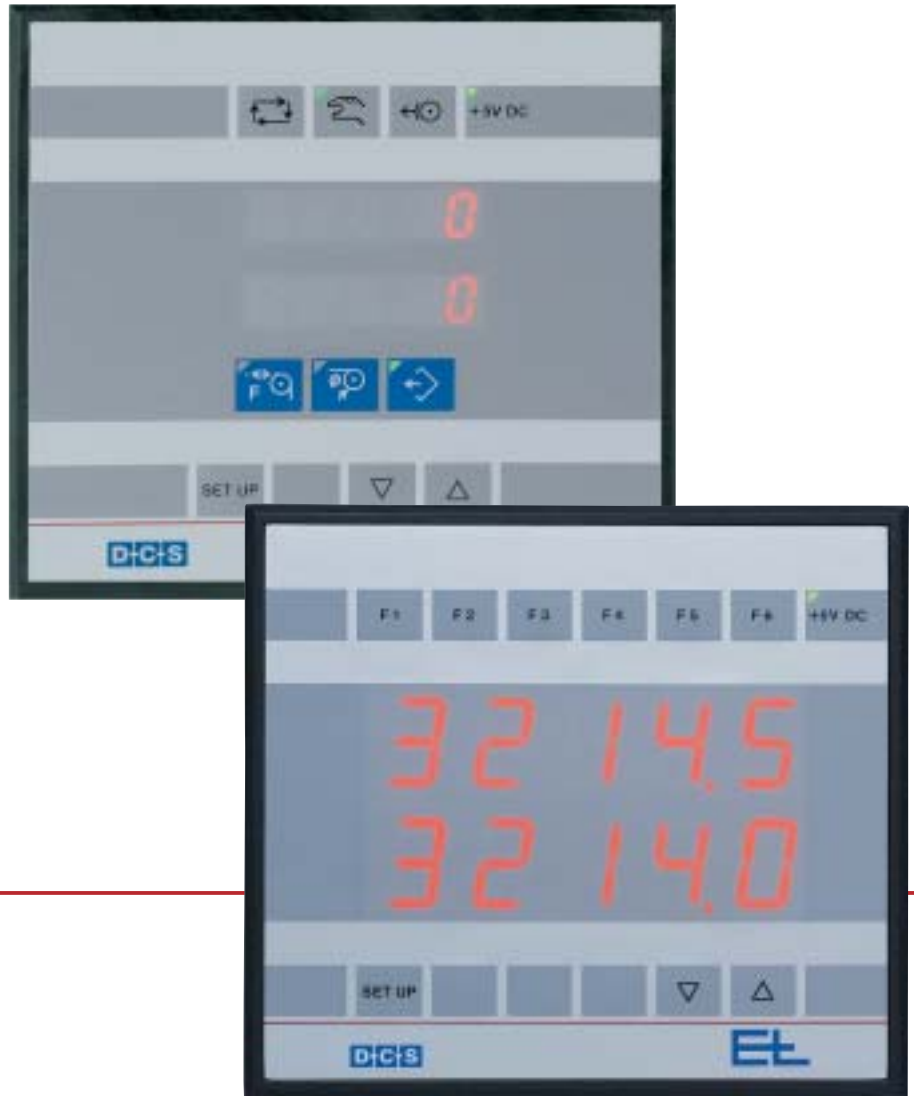 +5V DC
0
0
F
SET UP
D-C-S
F1 F2 F3 F4 F5 F6 +5V DC
3214.5
3214.0
SET UP
D-C-S EL